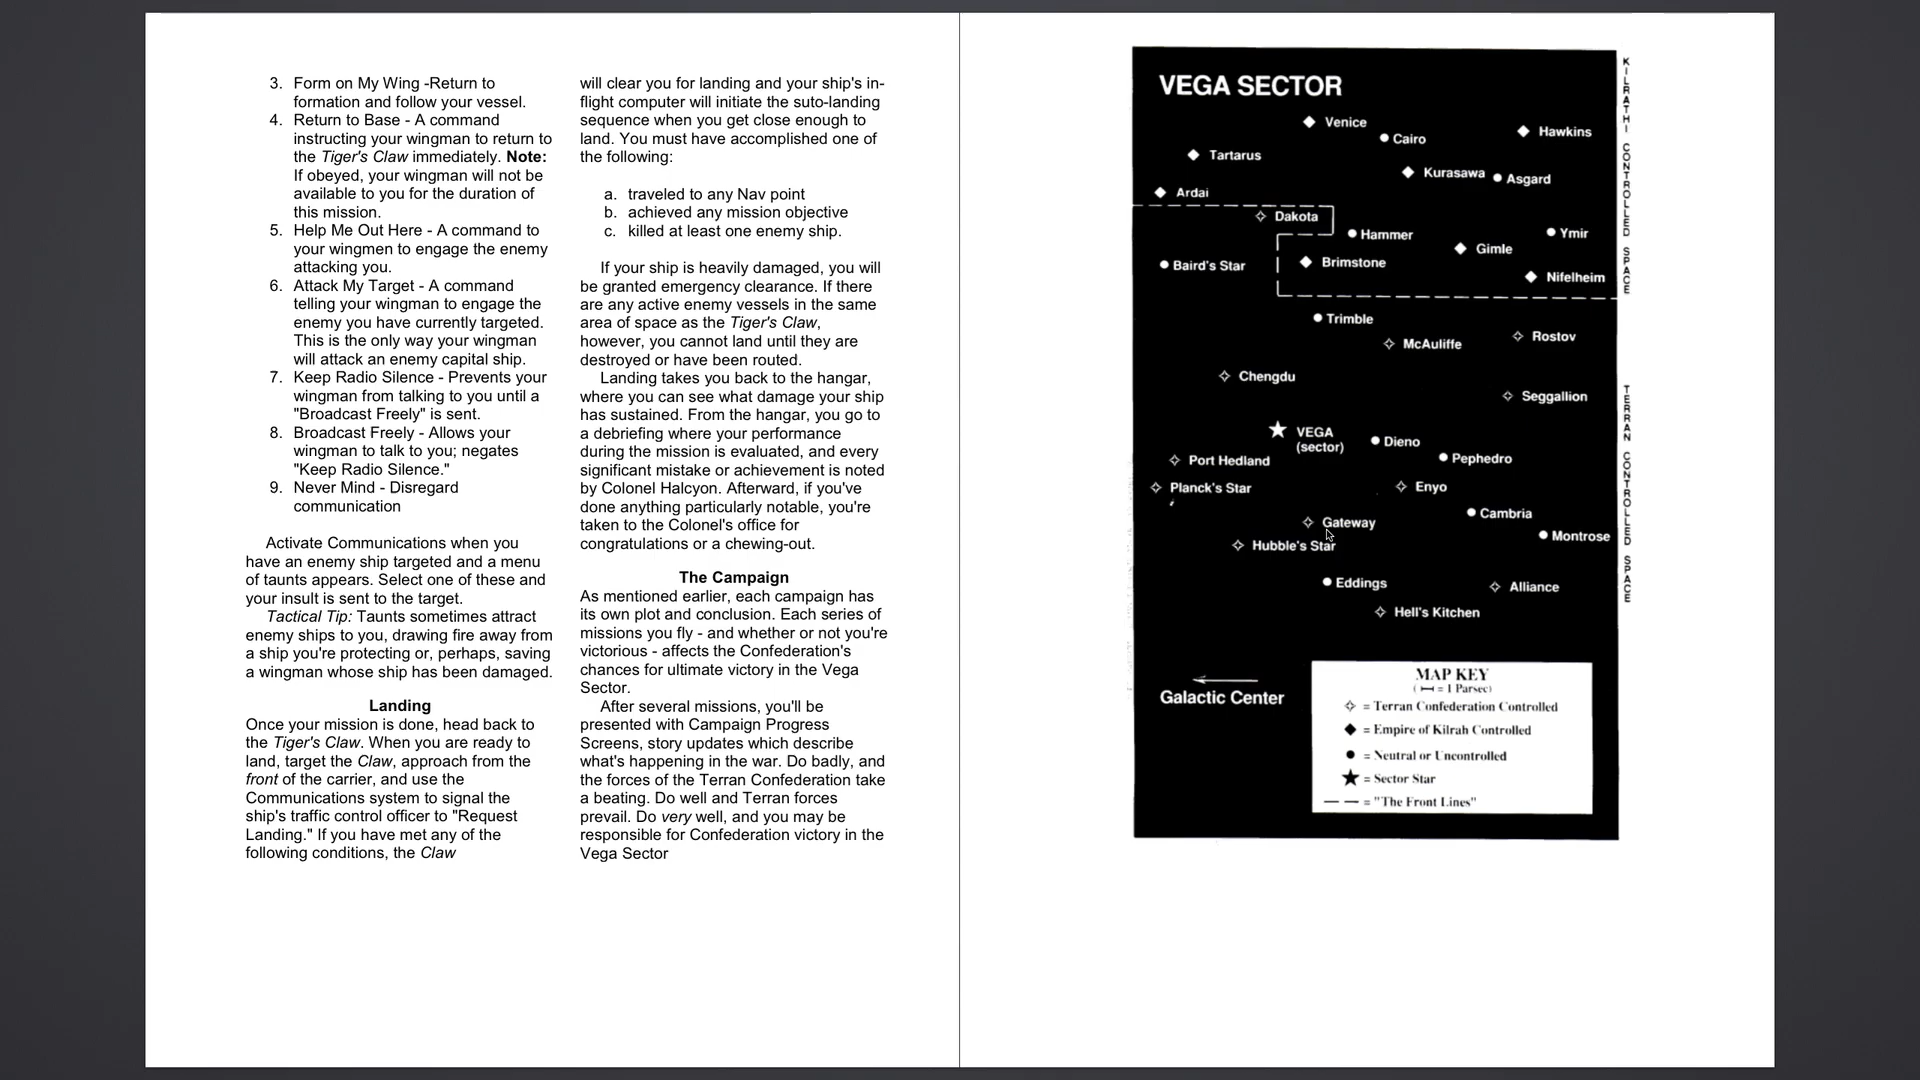 3. Form on My Wing -Return to
formation and follow your vessel.
4. Return to Base - A command
instructing your wingman to return to
the Tiger's Claw immediately. Note:
If obeyed, your wingman will not be
available to you for the duration of
this mission.
5. Help Me Out Here - A command to
your wingmen to engage the enemy
attacking you.
6. Attack My Target - A command
telling your wingman to engage the
enemy you have currently targeted.
This is the only way your wingman
will attack an enemy capital ship.
7. Keep Radio Silence - Prevents your
wingman from talking to you until a
"Broadcast Freely" is sent.
8. Broadcast Freely - Allows your
wingman to talk to you; negates
"Keep Radio Silence."
9. Never Mind - Disregard
communication
Activate Communications when you
have an enemy ship targeted and a menu
of taunts appears. Select one of these and
your insult is sent to the target.
Tactical Tip: Taunts sometimes attract
enemy ships to you, drawing fire away from
a ship you're protecting or, perhaps, saving
a wingman whose ship has been damaged.
Landing
Once your mission is done, head back to
the Tiger's Claw. When you are ready to
land, target the Claw, approach from the
front of the carrier, and use the
Communications system to signal the
ship's traffic control officer to "Request
Landing." If you have met any of the
following conditions, the Claw
will clear you for landing and your ship's in-
flight computer will initiate the suto-landing
sequence when you get close enough to
land. You must have accomplished one of
the following:
a. traveled to any Nav point
b. achieved any mission objective
c. killed at least one enemy ship.
If your ship is heavily damaged, you will
be granted emergency clearance. If there
are any active enemy vessels in the same
area of space as the Tiger's Claw,
however, you cannot land until they are
destroyed or have been routed.
Landing takes you back to the hangar,
where you can see what damage your ship
has sustained. From the hangar, you go to
a debriefing where your performance
during the mission is evaluated, and every
significant mistake or achievement is noted
by Colonel Halcyon. Afterward, if you've
done anything particularly notable, you're
taken to the Colonel's office for
congratulations or a chewing-out.
The Campaign
As mentioned earlier, each campaign has
its own plot and conclusion. Each series of
missions you fly - and whether or not you're
victorious - affects the Confederation's
chances for ultimate victory in the Vega
Sector.
After several missions, you'll be
presented with Campaign Progress
Screens, story updates which describe
what's happening in the war. Do badly, and
the forces of the Terran Confederation take
a beating. Do well and Terran forces
prevail. Do very well, and you may be
responsible for Confederation victory in the
Vega Sector
VEGA SECTOR
Venice
Cairo
Hawkins
Tartarus
Kurasawa
Asgard
Ardai
Dakota
Hammer
Ymir
Gimle
Baird's Star
Brimstone
Nifelheim
Trimble
McAuliffe
Rostov
Chengdu
Seggallion
VEGA
(sector)
Dieno
Port Hedland
Pephedro
Planck's Star
Enyo
Cambria
Gateway
Montrose
Hubble's Star
Eddings
Alliance
Hell's Kitchen
Galactic Center
MAP KEY
( = 1 Parsec)
= Terran Confederation Controlled
= Empire of Kilrah Controlled
= Neutral or Uncontrolled
= Sector Star
= "The Front Lines"
KILRATHI CONTROLLED SPACE
TERRAN CONTROLLED SPACE